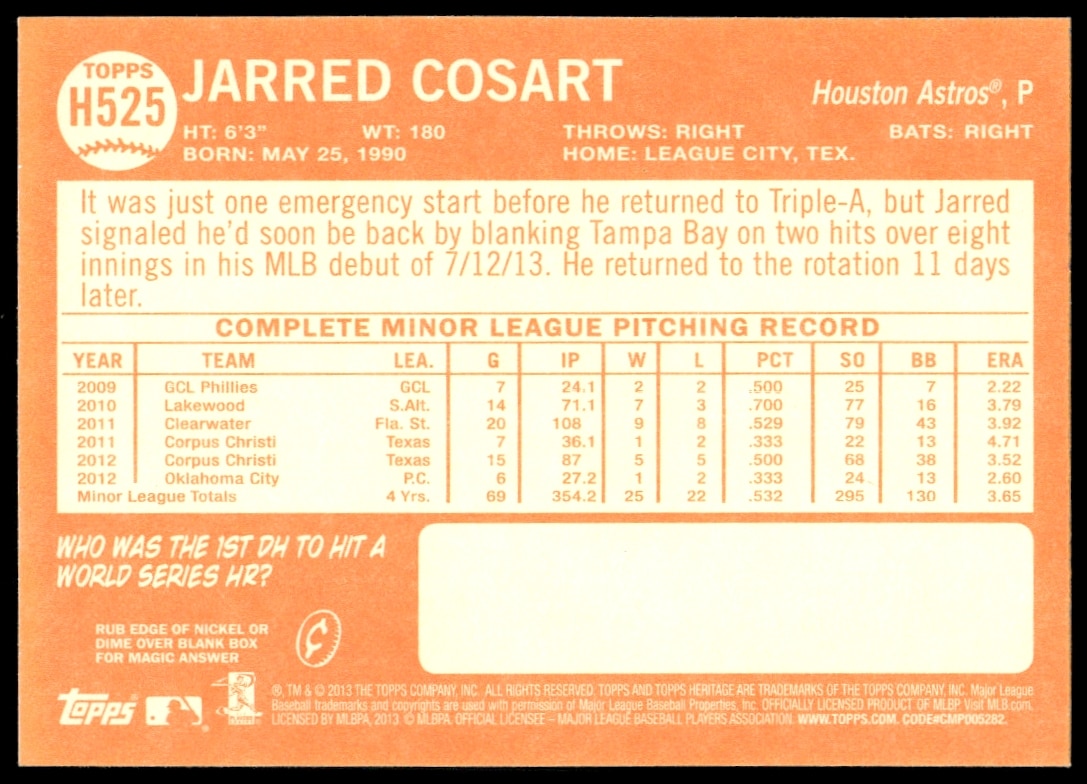 TOPPS
H525
JARRED COSART
Houston Astros®, P
HT: 6'3" WT: 180 THROWS: RIGHT BATS: RIGHT
BORN: MAY 25, 1990 HOME: LEAGUE CITY, TEX.
It was just one emergency start before he returned to Triple-A, but Jarred
signaled he'd soon be back by blanking Tampa Bay on two hits over eight
innings in his MLB debut of 7/12/13. He returned to the rotation 11 days
later.
COMPLETE MINOR LEAGUE PITCHING RECORD
YEAR TEAM LEA. G IP W L PCT SO BB ERA
2009 GCL Phillies GCL 7 24.1 2 2 .500 25 7 2.22
2010 Lakewood S.Alt. 14 71.1 7 3 .700 77 16 3.79
2011 Clearwater Fla. St. 20 108 9 8 .529 79 43 3.92
2011 Corpus Christi Texas 7 36.1 1 2 .333 22 13 4.71
2012 Corpus Christi Texas 15 87 5 5 .500 68 38 3.52
2012 Oklahoma City P.C. 6 27.2 1 2 .333 24 13 2.60
Minor League Totals 4 Yrs. 69 354.2 25 22 .532 295 130 3.65
WHO WAS THE 1ST DH TO HIT A
WORLD SERIES HR?
RUB EDGE OF NICKEL OR
DIME OVER BLANK BOX
FOR MAGIC ANSWER
¢
Topps
®, TM & © 2013 THE TOPPS COMPANY, INC. ALL RIGHTS RESERVED. TOPPS AND TOPPS HERITAGE ARE TRADEMARKS OF THE TOPPS COMPANY, INC. Major League
Baseball trademarks and copyrights are used with permission of Major League Baseball Properties, Inc. OFFICIALLY LICENSED PRODUCT OF MLBP Visit MLB.com.
LICENSED BY MLBPA, 2013 © MLBPA, OFFICIAL LICENSEE – MAJOR LEAGUE BASEBALL PLAYERS ASSOCIATION. WWW.TOPPS.COM. CODE#CMP005282.